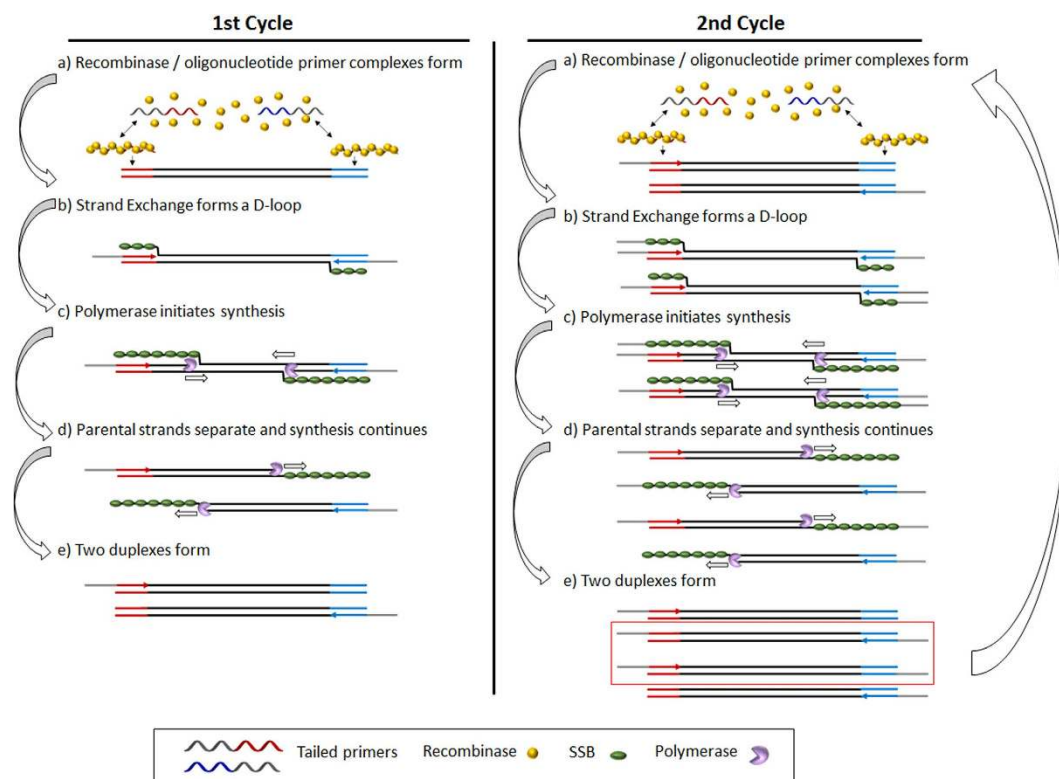 1st Cycle
a) Recombinase / oligonucleotide primer complexes form
b) Strand Exchange forms a D-loop
c) Polymerase initiates synthesis
d) Parental strands separate and synthesis continues
e) Two duplexes form
2nd Cycle
a) Recombinase / oligonucleotide primer complexes form
b) Strand Exchange forms a D-loop
c) Polymerase initiates synthesis
d) Parental strands separate and synthesis continues
e) Two duplexes form
Tailed primers Recombinase SSB Polymerase